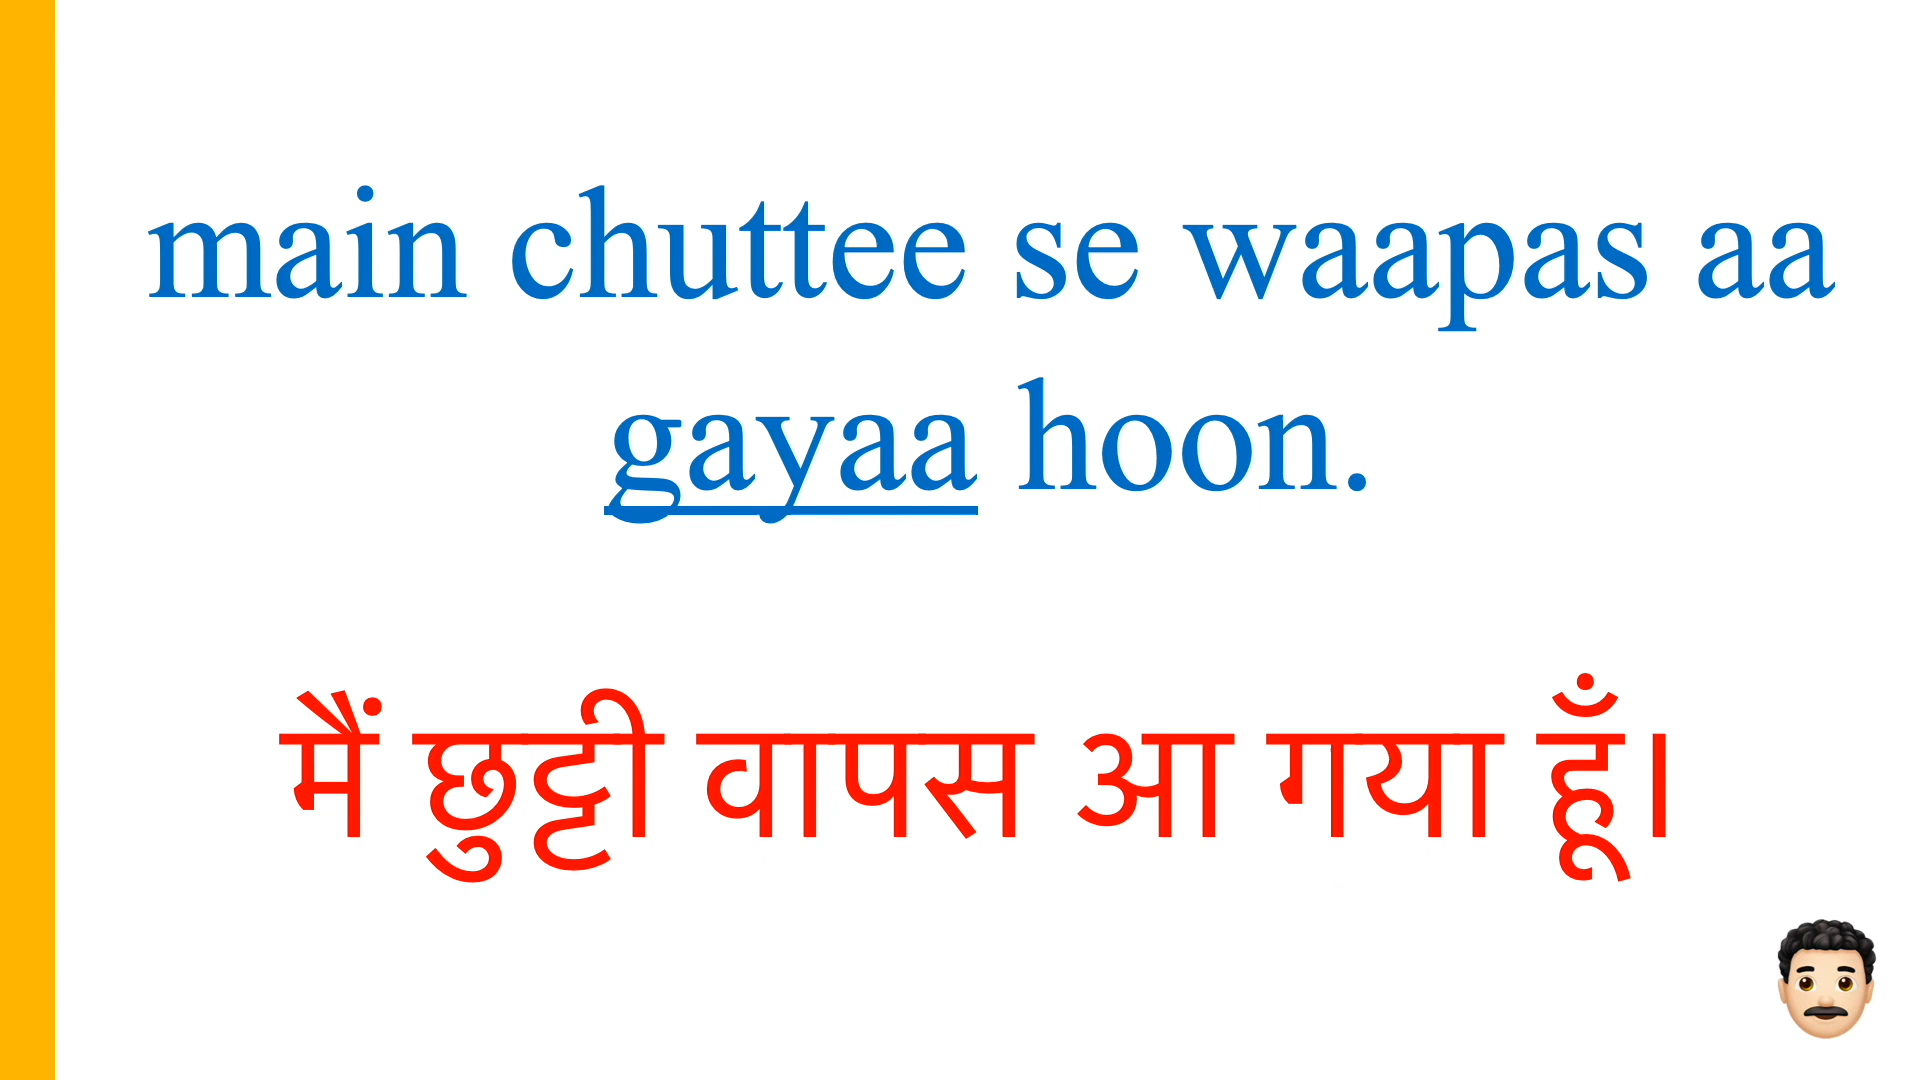 main chuttee se waapas aa
gayaa hoon.
मैं छुट्टी वापस आ गया हूँ।